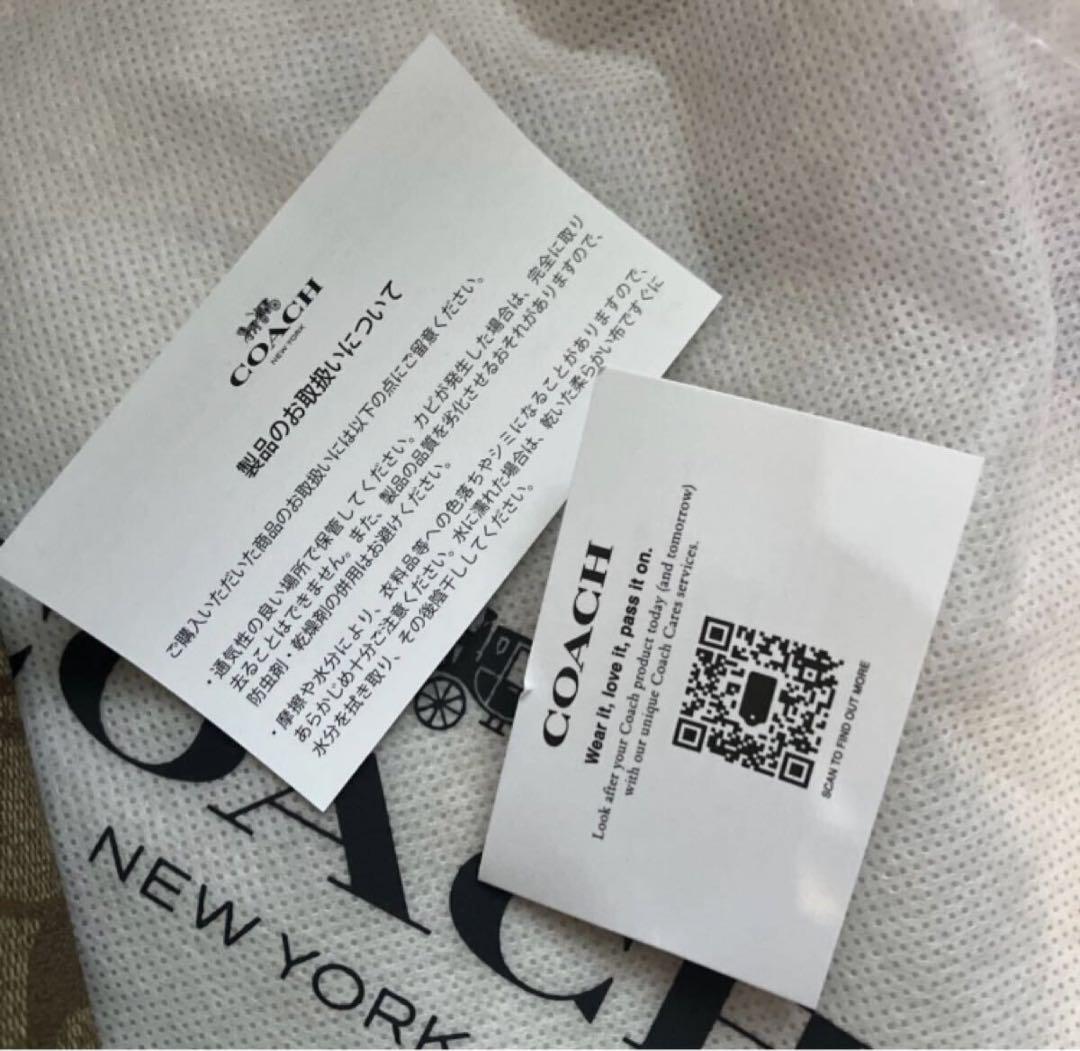 COACH
NEW YORK
製品のお取扱いについて
ご購入いただいた商品のお取扱いには以下の点にご留意ください。
・通気性の良い場所で保管してください。カビが発生した場合は、完全に取り
去ることはできません。また、製品の品質を劣化させるおそれがありますので、
防虫剤・乾燥剤の併用はお避けください。
・摩擦や水分により、衣料品等への色落ちやシミになることがありますので、
あらかじめ十分ご注意ください。水に濡れた場合は、乾いた柔らかい布ですぐに
水分を拭き取り、その後陰干ししてください。
COACH
Wear it, love it, pass it on.
Look after your Coach product today (and tomorrow)
with our unique Coach Cares services.
SCAN TO FIND OUT MORE
COACH
NEW YORK